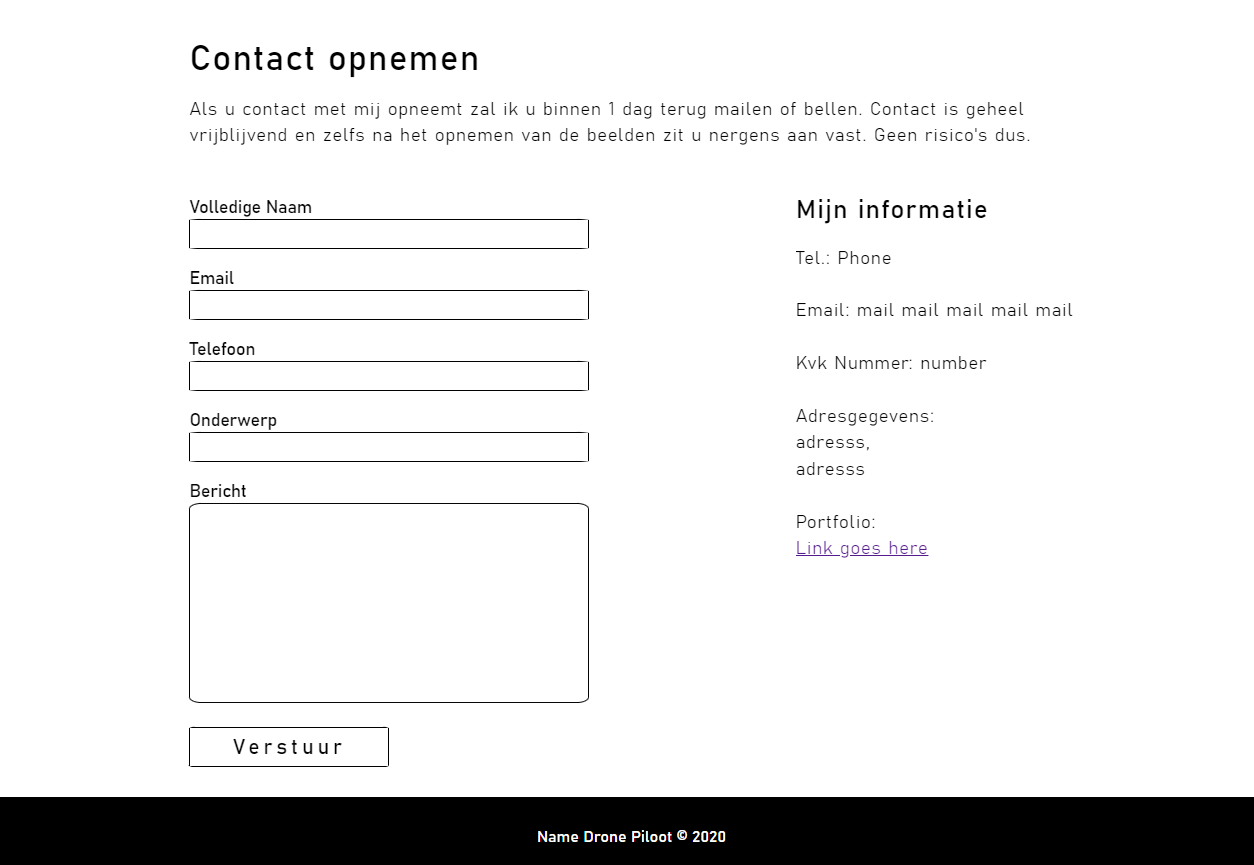 Contact opnemen
Als u contact met mij opneemt zal ik u binnen 1 dag terug mailen of bellen. Contact is geheel
vrijblijvend en zelfs na het opnemen van de beelden zit u nergens aan vast. Geen risico's dus.
Volledige Naam
Email
Telefoon
Onderwerp
Bericht
Verstuur
Mijn informatie
Tel.: Phone
Email: mail mail mail mail mail
Kvk Nummer: number
Adresgegevens:
adresss,
adresss
Portfolio:
Link goes here
Name Drone Piloot © 2020